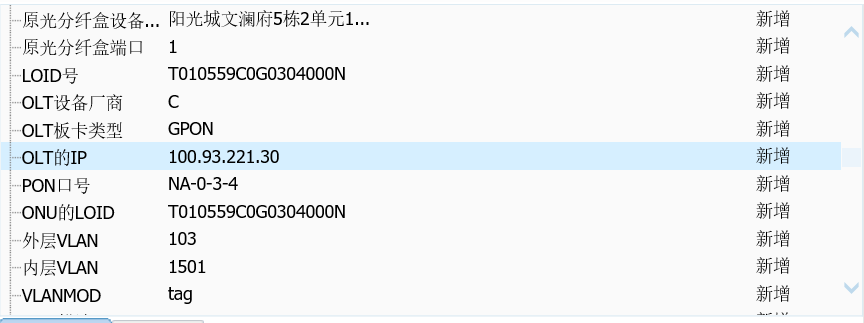 原光分纤盒设备... 阳光城文澜府5栋2单元1... 新增
原光分纤盒端口 1 新增
LOID号 T010559C0G0304000N 新增
OLT设备厂商 C 新增
OLT板卡类型 GPON 新增
OLT的IP 100.93.221.30 新增
PON口号 NA-0-3-4 新增
ONU的LOID T010559C0G0304000N 新增
外层VLAN 103 新增
内层VLAN 1501 新增
VLANMOD tag 新增